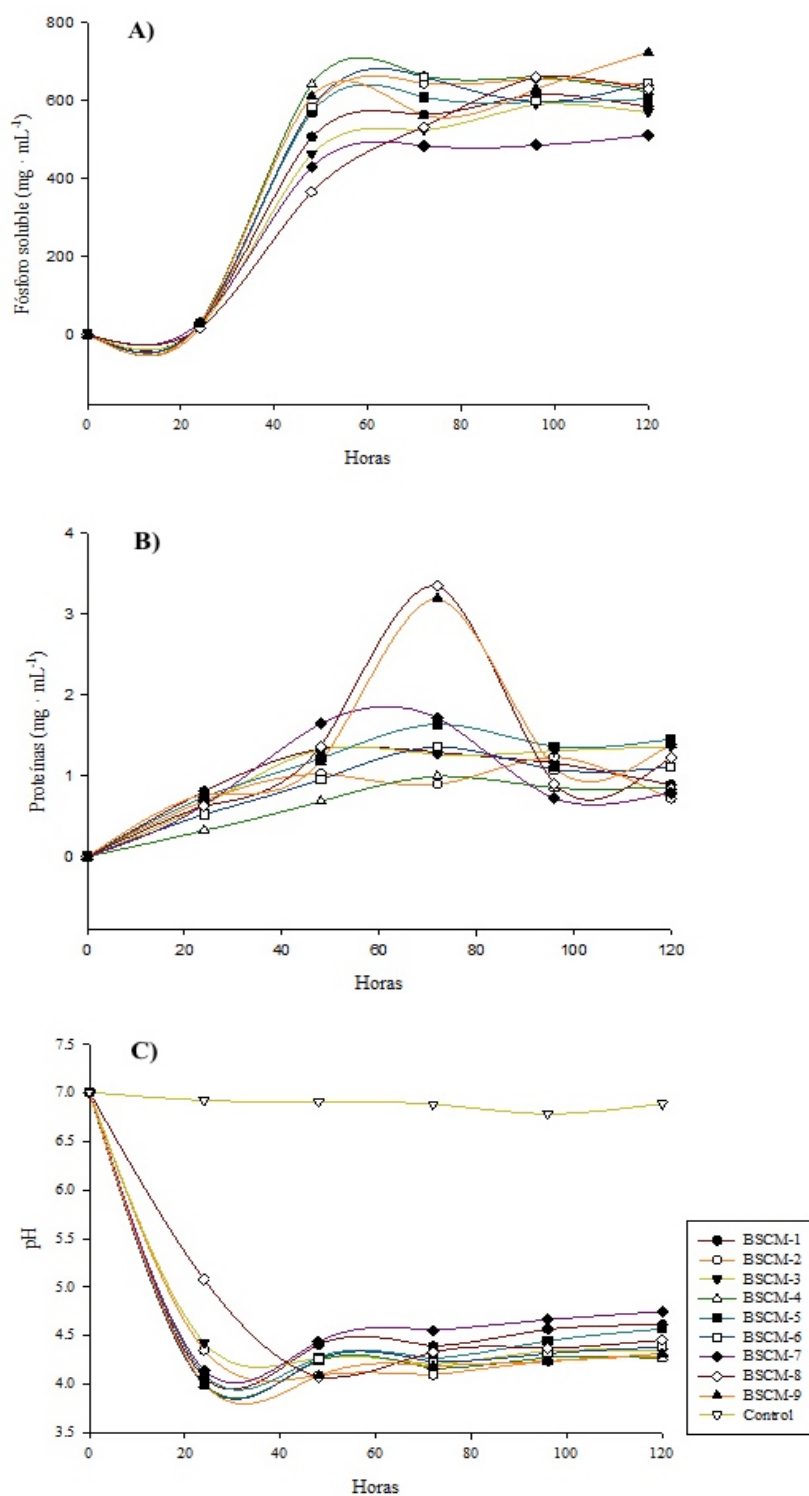 A)
800
600
400
200
0
Fósforo soluble (mg · mL-1)
0 20 40 60 80 100 120
Horas
B)
4
3
2
1
0
Proteínas (mg · mL-1)
0 20 40 60 80 100 120
Horas
C)
7.5
7.0
6.5
6.0
5.5
5.0
4.5
4.0
3.5
pH
0 20 40 60 80 100 120
Horas
BSCM-1
BSCM-2
BSCM-3
BSCM-4
BSCM-5
BSCM-6
BSCM-7
BSCM-8
BSCM-9
Control